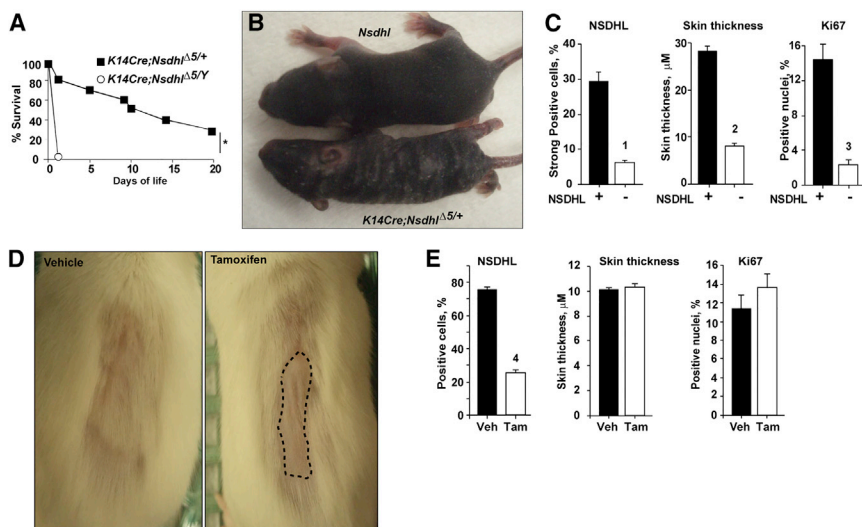 A
K14Cre;NsdhlΔ5/+
K14Cre;NsdhlΔ5/Y
% Survival
100
80
60
40
20
0
*
0 5 10 15 20
Days of life
B
Nsdhl
K14Cre;NsdhlΔ5/+
C
NSDHL
Strong Positive cells, %
40
30
20
10
0
1
NSDHL + -
Skin thickness
Skin thickness, μM
30
20
10
0
2
NSDHL + -
Ki67
Positive nuclei, %
16
12
8
4
0
3
NSDHL + -
D
Vehicle
Tamoxifen
E
NSDHL
Positive cells, %
80
60
40
20
0
4
Veh Tam
Skin thickness
Skin thickness, μM
12
10
8
6
4
2
0
Veh Tam
Ki67
Positive nuclei, %
16
14
12
10
8
6
4
2
0
Veh Tam